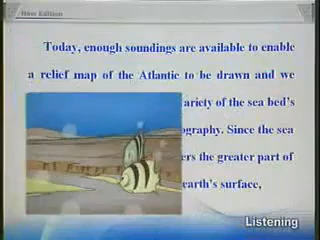 New Edition
Today, enough soundings are available to enable
a relief map of the Atlantic to be drawn and we
ariety of the sea bed's
ography. Since the sea
ers the greater part of
earth's surface,
Listening